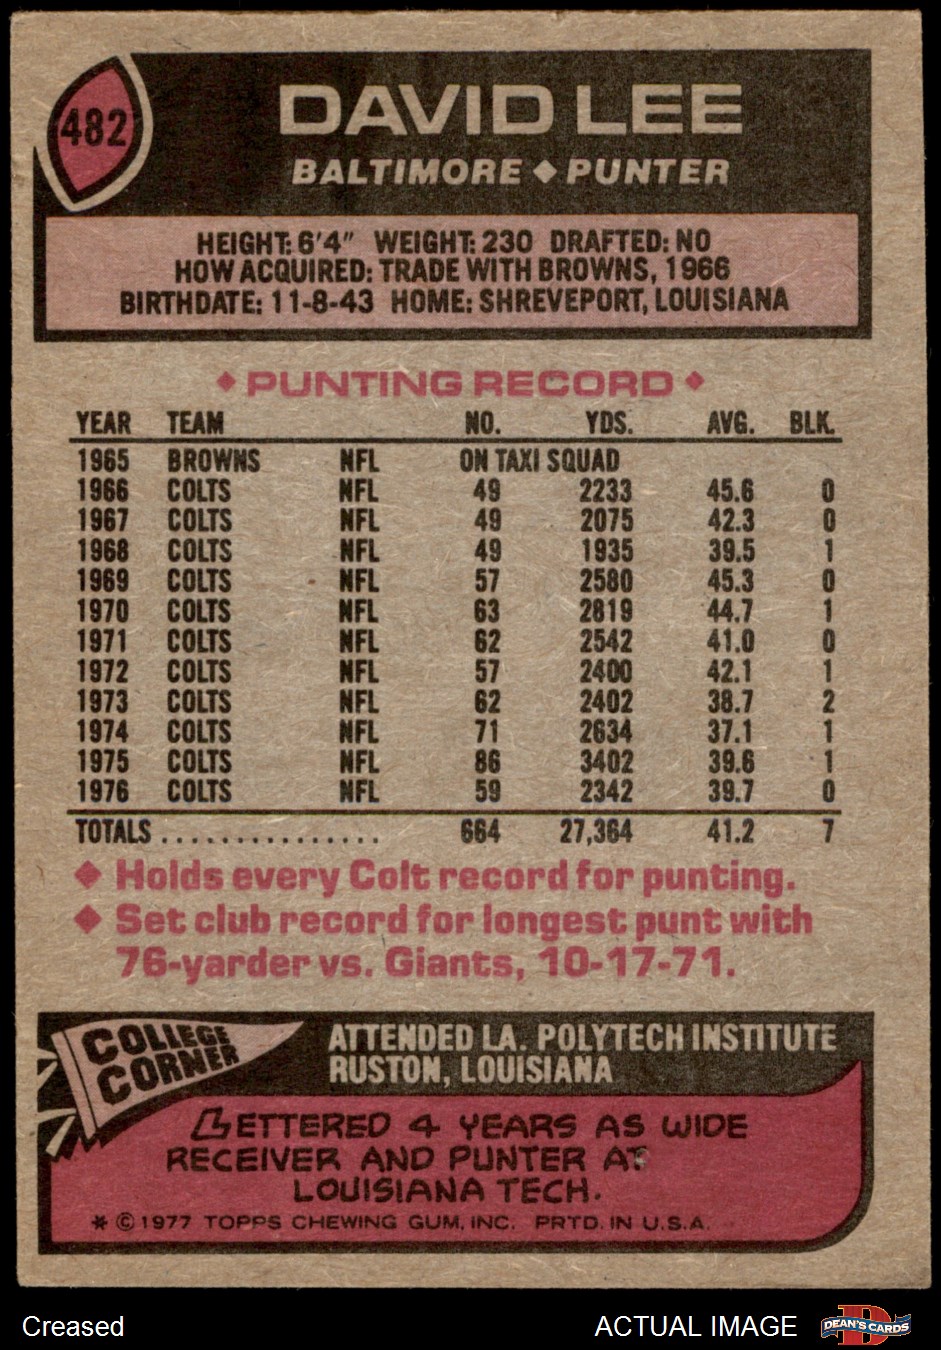 482
DAVID LEE
BALTIMORE ◆ PUNTER
HEIGHT: 6'4" WEIGHT: 230 DRAFTED: NO
HOW ACQUIRED: TRADE WITH BROWNS, 1966
BIRTHDATE: 11-8-43 HOME: SHREVEPORT, LOUISIANA
◆ PUNTING RECORD ◆
YEAR TEAM NO. YDS. AVG. BLK.
1965 BROWNS NFL ON TAXI SQUAD
1966 COLTS NFL 49 2233 45.6 0
1967 COLTS NFL 49 2075 42.3 0
1968 COLTS NFL 49 1935 39.5 1
1969 COLTS NFL 57 2580 45.3 0
1970 COLTS NFL 63 2819 44.7 1
1971 COLTS NFL 62 2542 41.0 0
1972 COLTS NFL 57 2400 42.1 1
1973 COLTS NFL 62 2402 38.7 2
1974 COLTS NFL 71 2634 37.1 1
1975 COLTS NFL 86 3402 39.6 1
1976 COLTS NFL 59 2342 39.7 0
TOTALS ............... 664 27,364 41.2 7
◆ Holds every Colt record for punting.
◆ Set club record for longest punt with
76-yarder vs. Giants, 10-17-71.
COLLEGE
CORNER
ATTENDED LA. POLYTECH INSTITUTE
RUSTON, LOUISIANA
LETTERED 4 YEARS AS WIDE
RECEIVER AND PUNTER AT
LOUISIANA TECH.
* © 1977 TOPPS CHEWING GUM, INC. PRTD. IN U.S.A.
Creased
ACTUAL IMAGE
D
DEAN'S CARDS